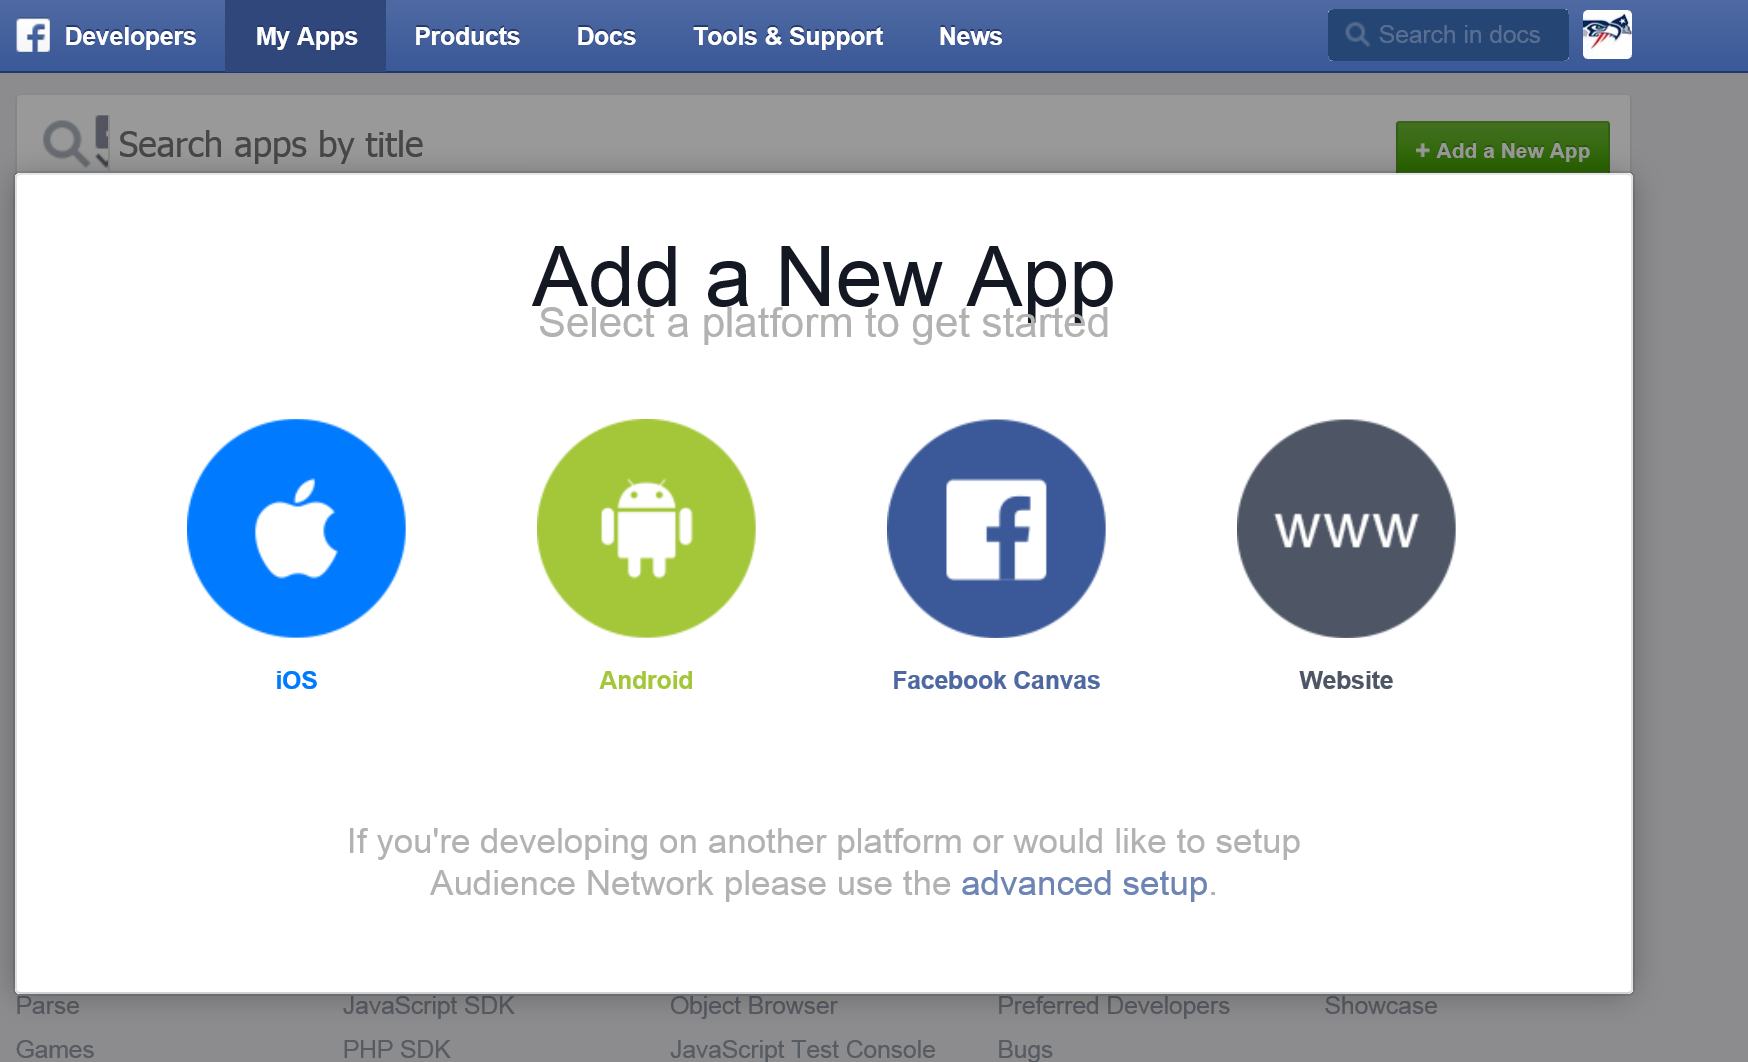 Developers My Apps Products Docs Tools & Support News Search in docs
Search apps by title
+ Add a New App
Add a New App
Select a platform to get started
www
iOS Android Facebook Canvas Website
If you're developing on another platform or would like to setup
Audience Network please use the advanced setup.
Parse JavaScript SDK Object Browser Preferred Developers Showcase
Games PHP SDK JavaScript Test Console Bugs